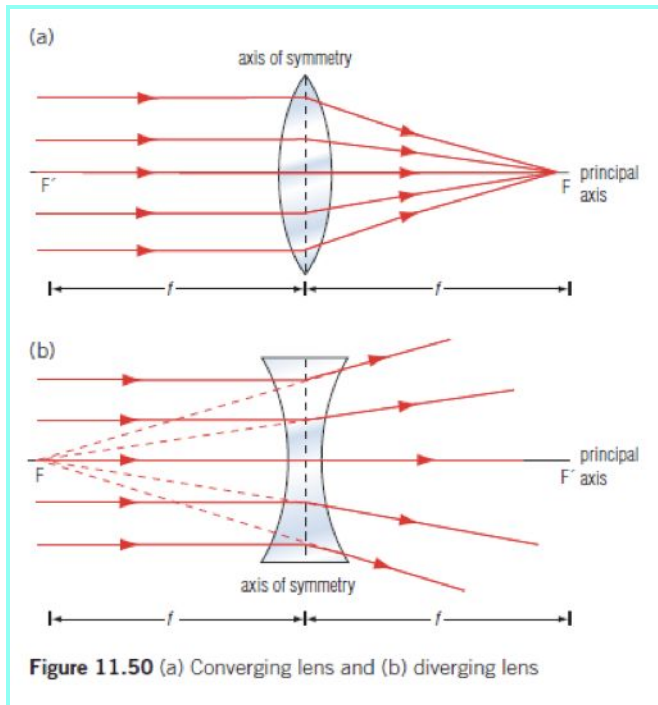 (a)
axis of symmetry
F´
F
principal
axis
f
f
(b)
F
principal
F´ axis
axis of symmetry
f
f
Figure 11.50 (a) Converging lens and (b) diverging lens